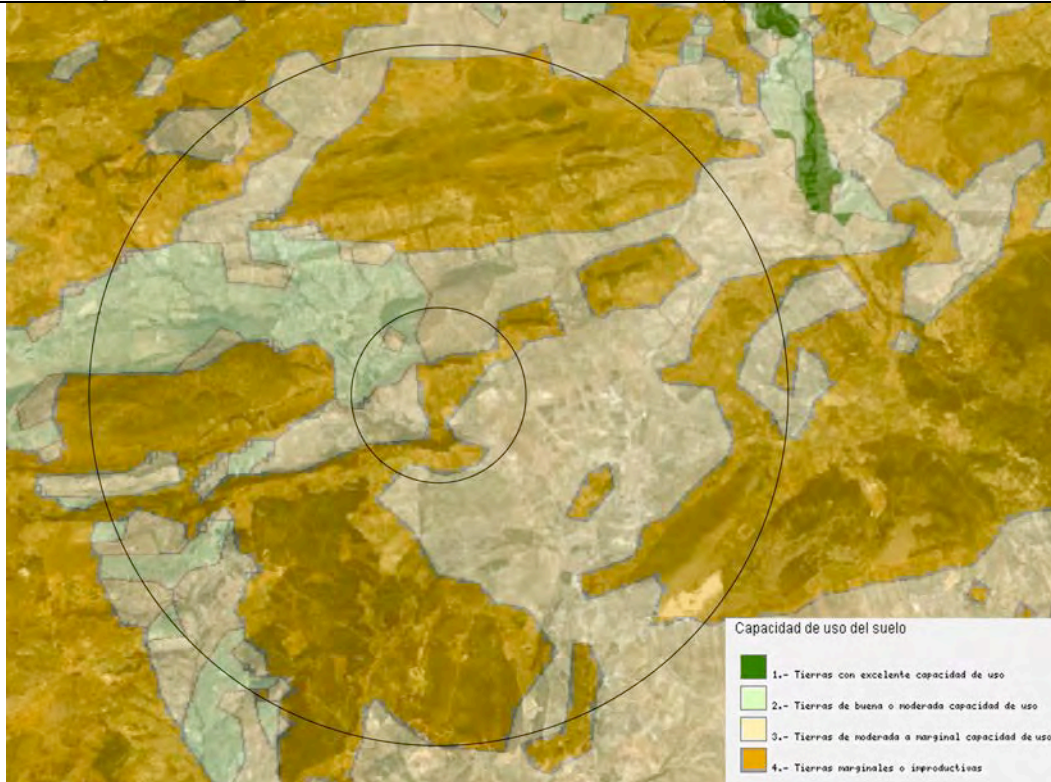 Capacidad de uso del suelo
1.- Tierras con excelente capacidad de uso
2.- Tierras de buena o moderada capacidad de uso
3.- Tierras de moderada a marginal capacidad de uso
4.- Tierras marginales o improductivas